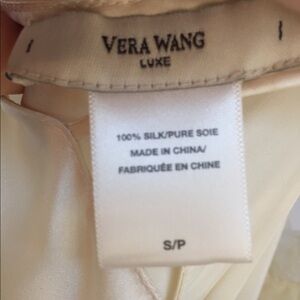 VERA WANG
LUXE
100% SILK/PURE SOIE
MADE IN CHINA/
FABRIQUÉE EN CHINE
S/P